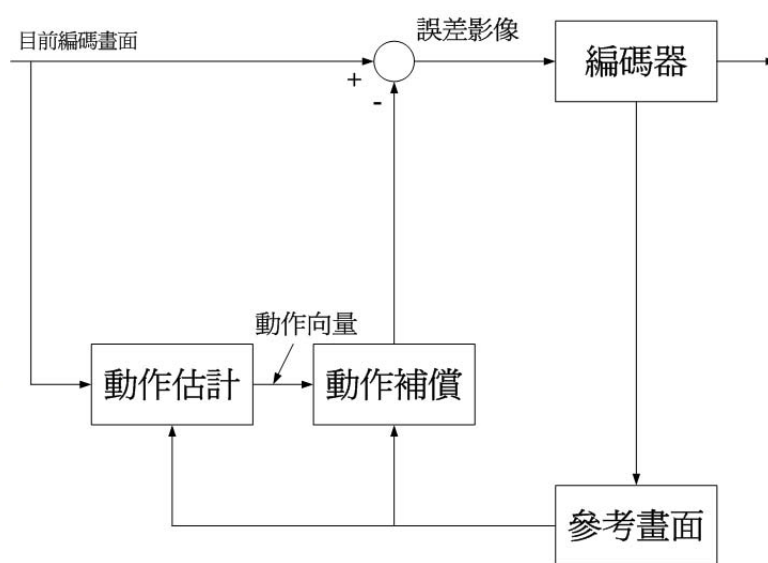 目前編碼畫面
誤差影像
編碼器
+
-
動作向量
動作估計
動作補償
參考畫面